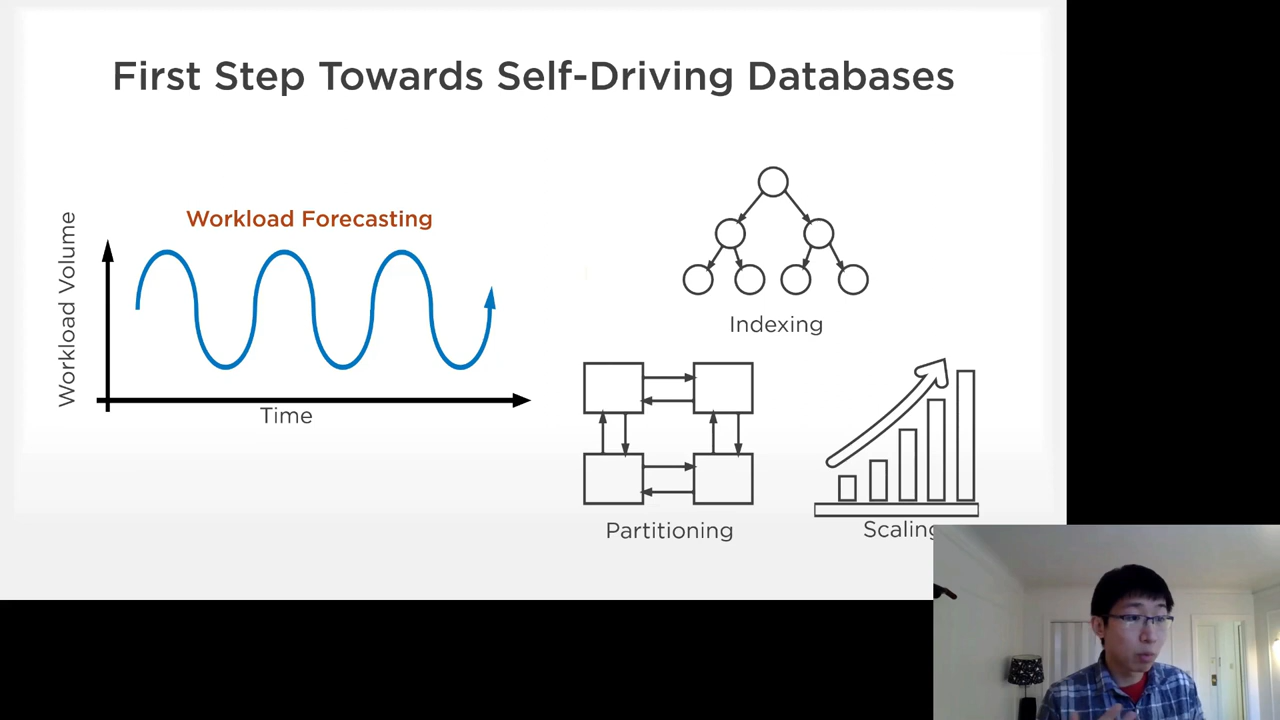 First Step Towards Self-Driving Databases
Workload Forecasting
Workload Volume
Time
Indexing
Partitioning
Scaling